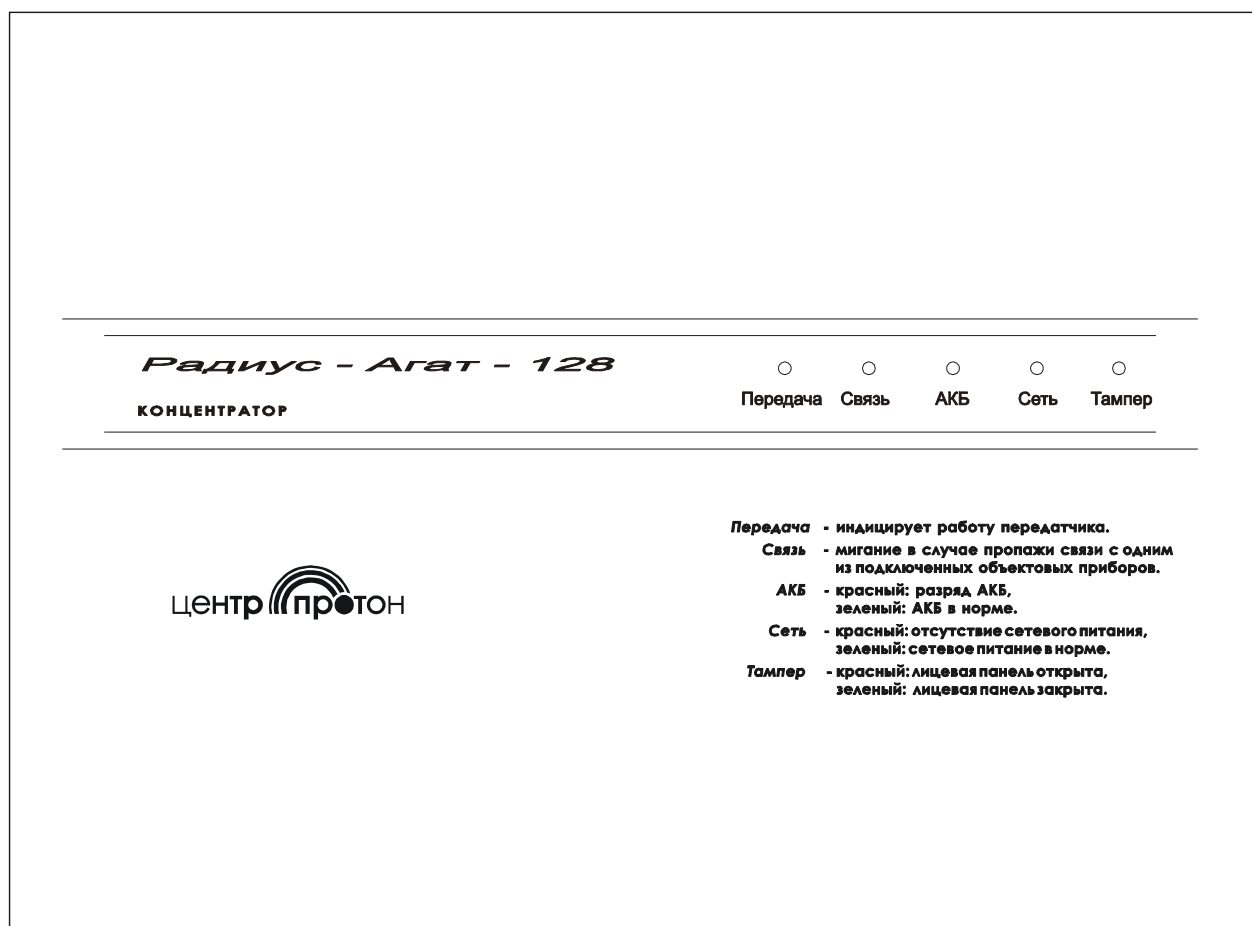 Радиус - Агат - 128
КОНЦЕНТРАТОР
Передача Связь АКБ Сеть Тампер
центр протон
Передача - индицирует работу передатчика.
Связь - мигание в случае пропажи связи с одним
из подключенных объектовых приборов.
АКБ - красный: разряд АКБ,
зеленый: АКБ в норме.
Сеть - красный: отсутствие сетевого питания,
зеленый: сетевое питание в норме.
Тампер - красный: лицевая панель открыта,
зеленый: лицевая панель закрыта.